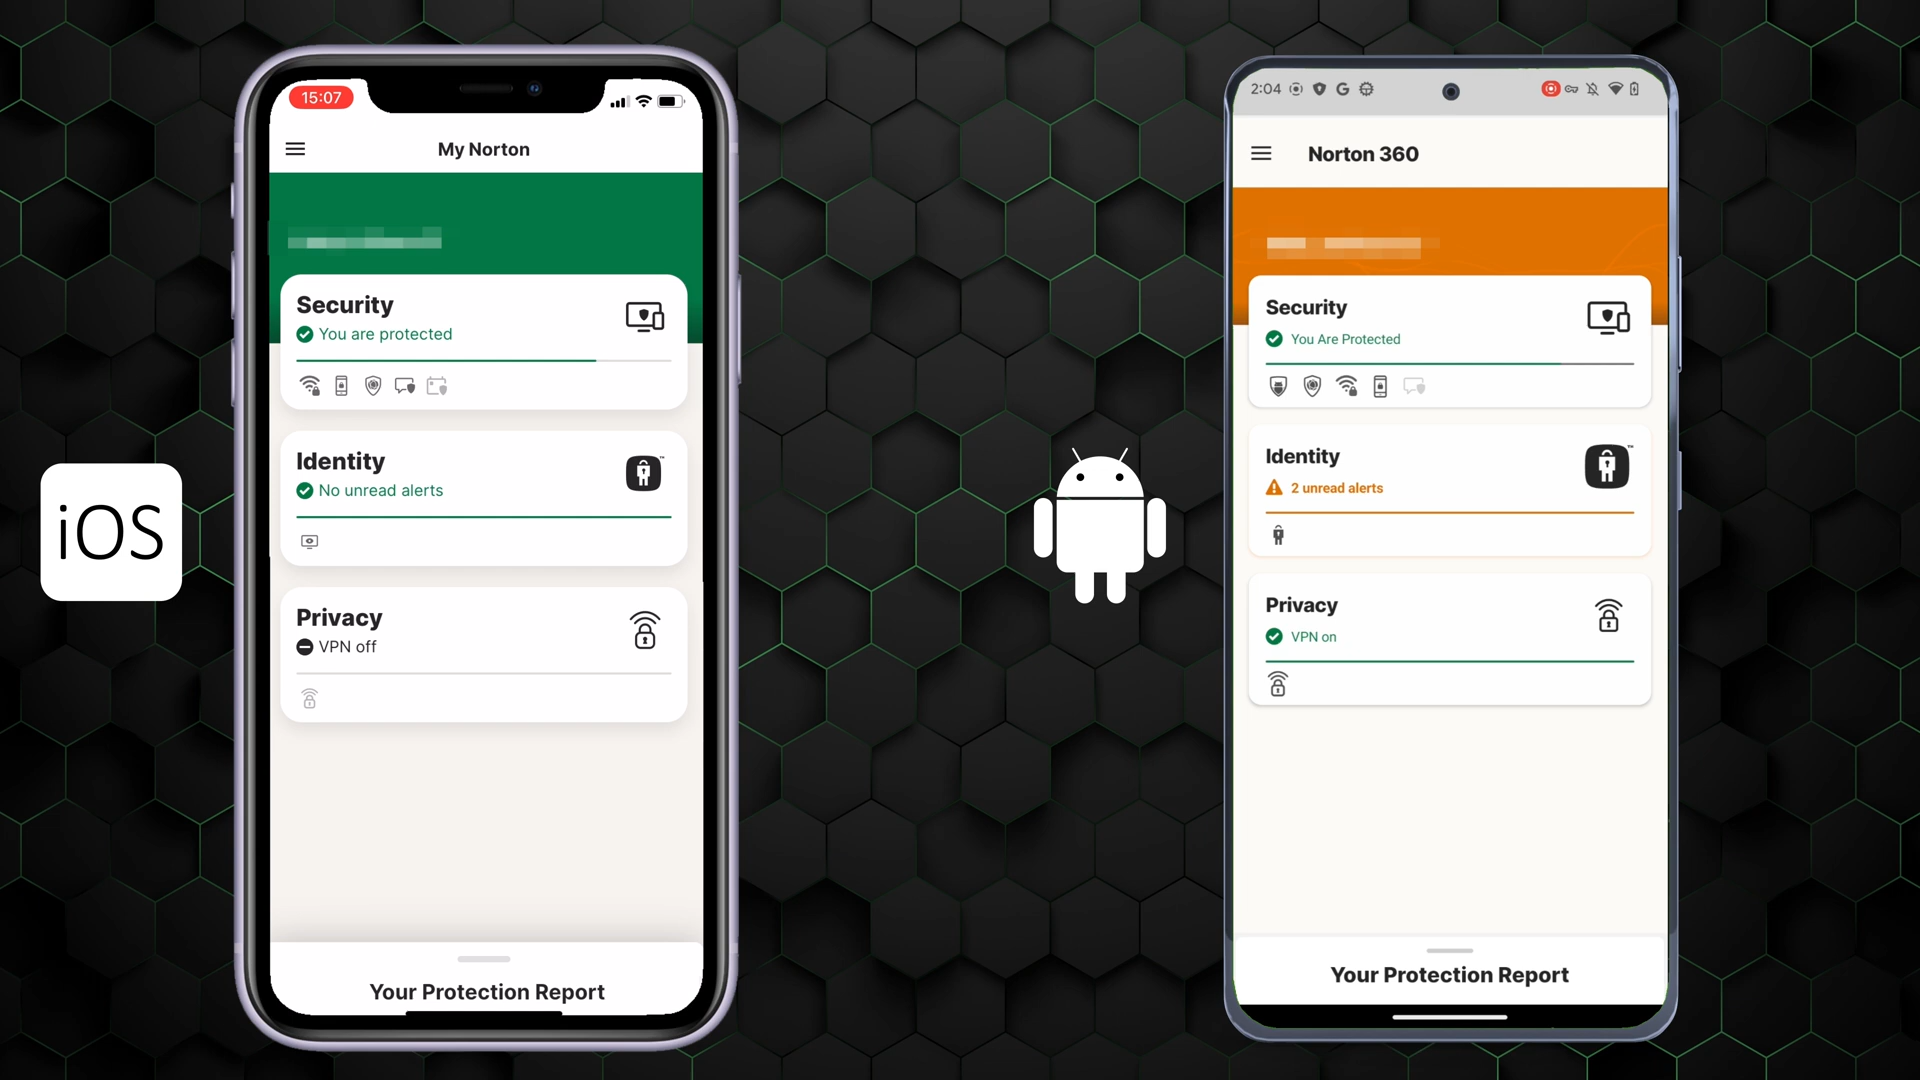 iOS
15:07
My Norton
Security
You are protected
Identity
No unread alerts
Privacy
VPN off
Your Protection Report
2:04
Norton 360
Security
You Are Protected
Identity
2 unread alerts
Privacy
VPN on
Your Protection Report